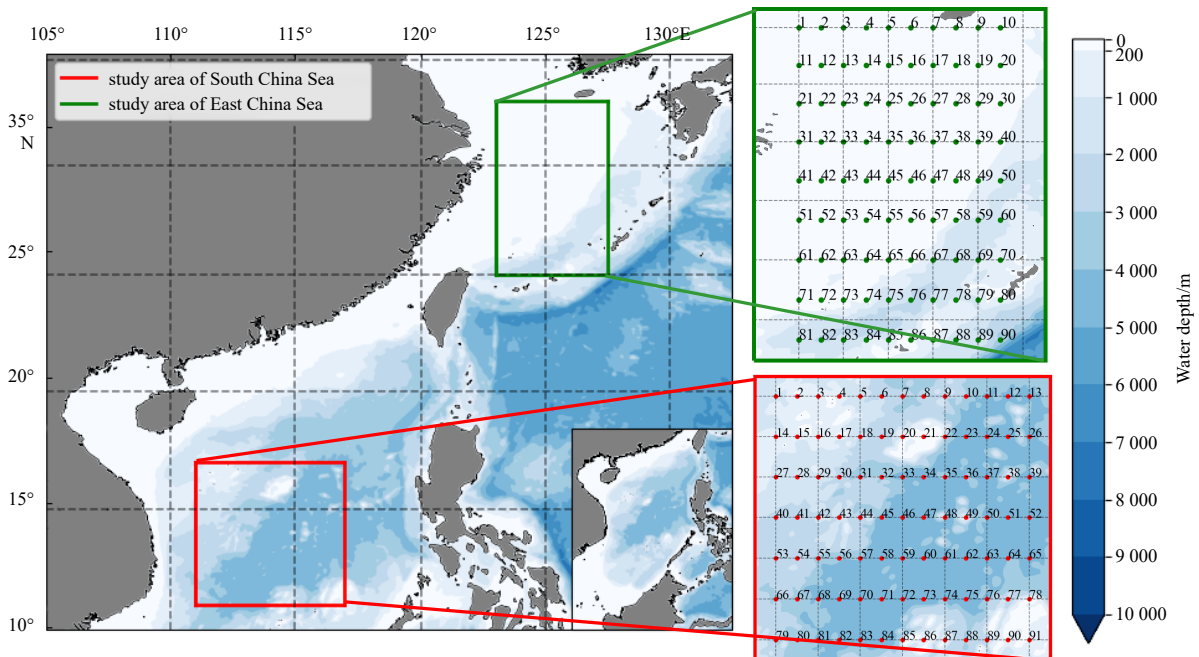 105° 110° 115° 120° 125° 130°E
study area of South China Sea
study area of East China Sea
35°
N
25°
20°
15°
10°
1 2 3 4 5 6 7 8 9 10
11 12 13 14 15 16 17 18 19 20
21 22 23 24 25 26 27 28 29 30
31 32 33 34 35 36 37 38 39 40
41 42 43 44 45 46 47 48 49 50
51 52 53 54 55 56 57 58 59 60
61 62 63 64 65 66 67 68 69 70
71 72 73 74 75 76 77 78 79 80
81 82 83 84 85 86 87 88 89 90
1 2 3 4 5 6 7 8 9 10 11 12 13
14 15 16 17 18 19 20 21 22 23 24 25 26
27 28 29 30 31 32 33 34 35 36 37 38 39
40 41 42 43 44 45 46 47 48 49 50 51 52
53 54 55 56 57 58 59 60 61 62 63 64 65
66 67 68 69 70 71 72 73 74 75 76 77 78
79 80 81 82 83 84 85 86 87 88 89 90 91
0
200
1 000
2 000
3 000
4 000
5 000
6 000
7 000
8 000
9 000
10 000
Water depth/m